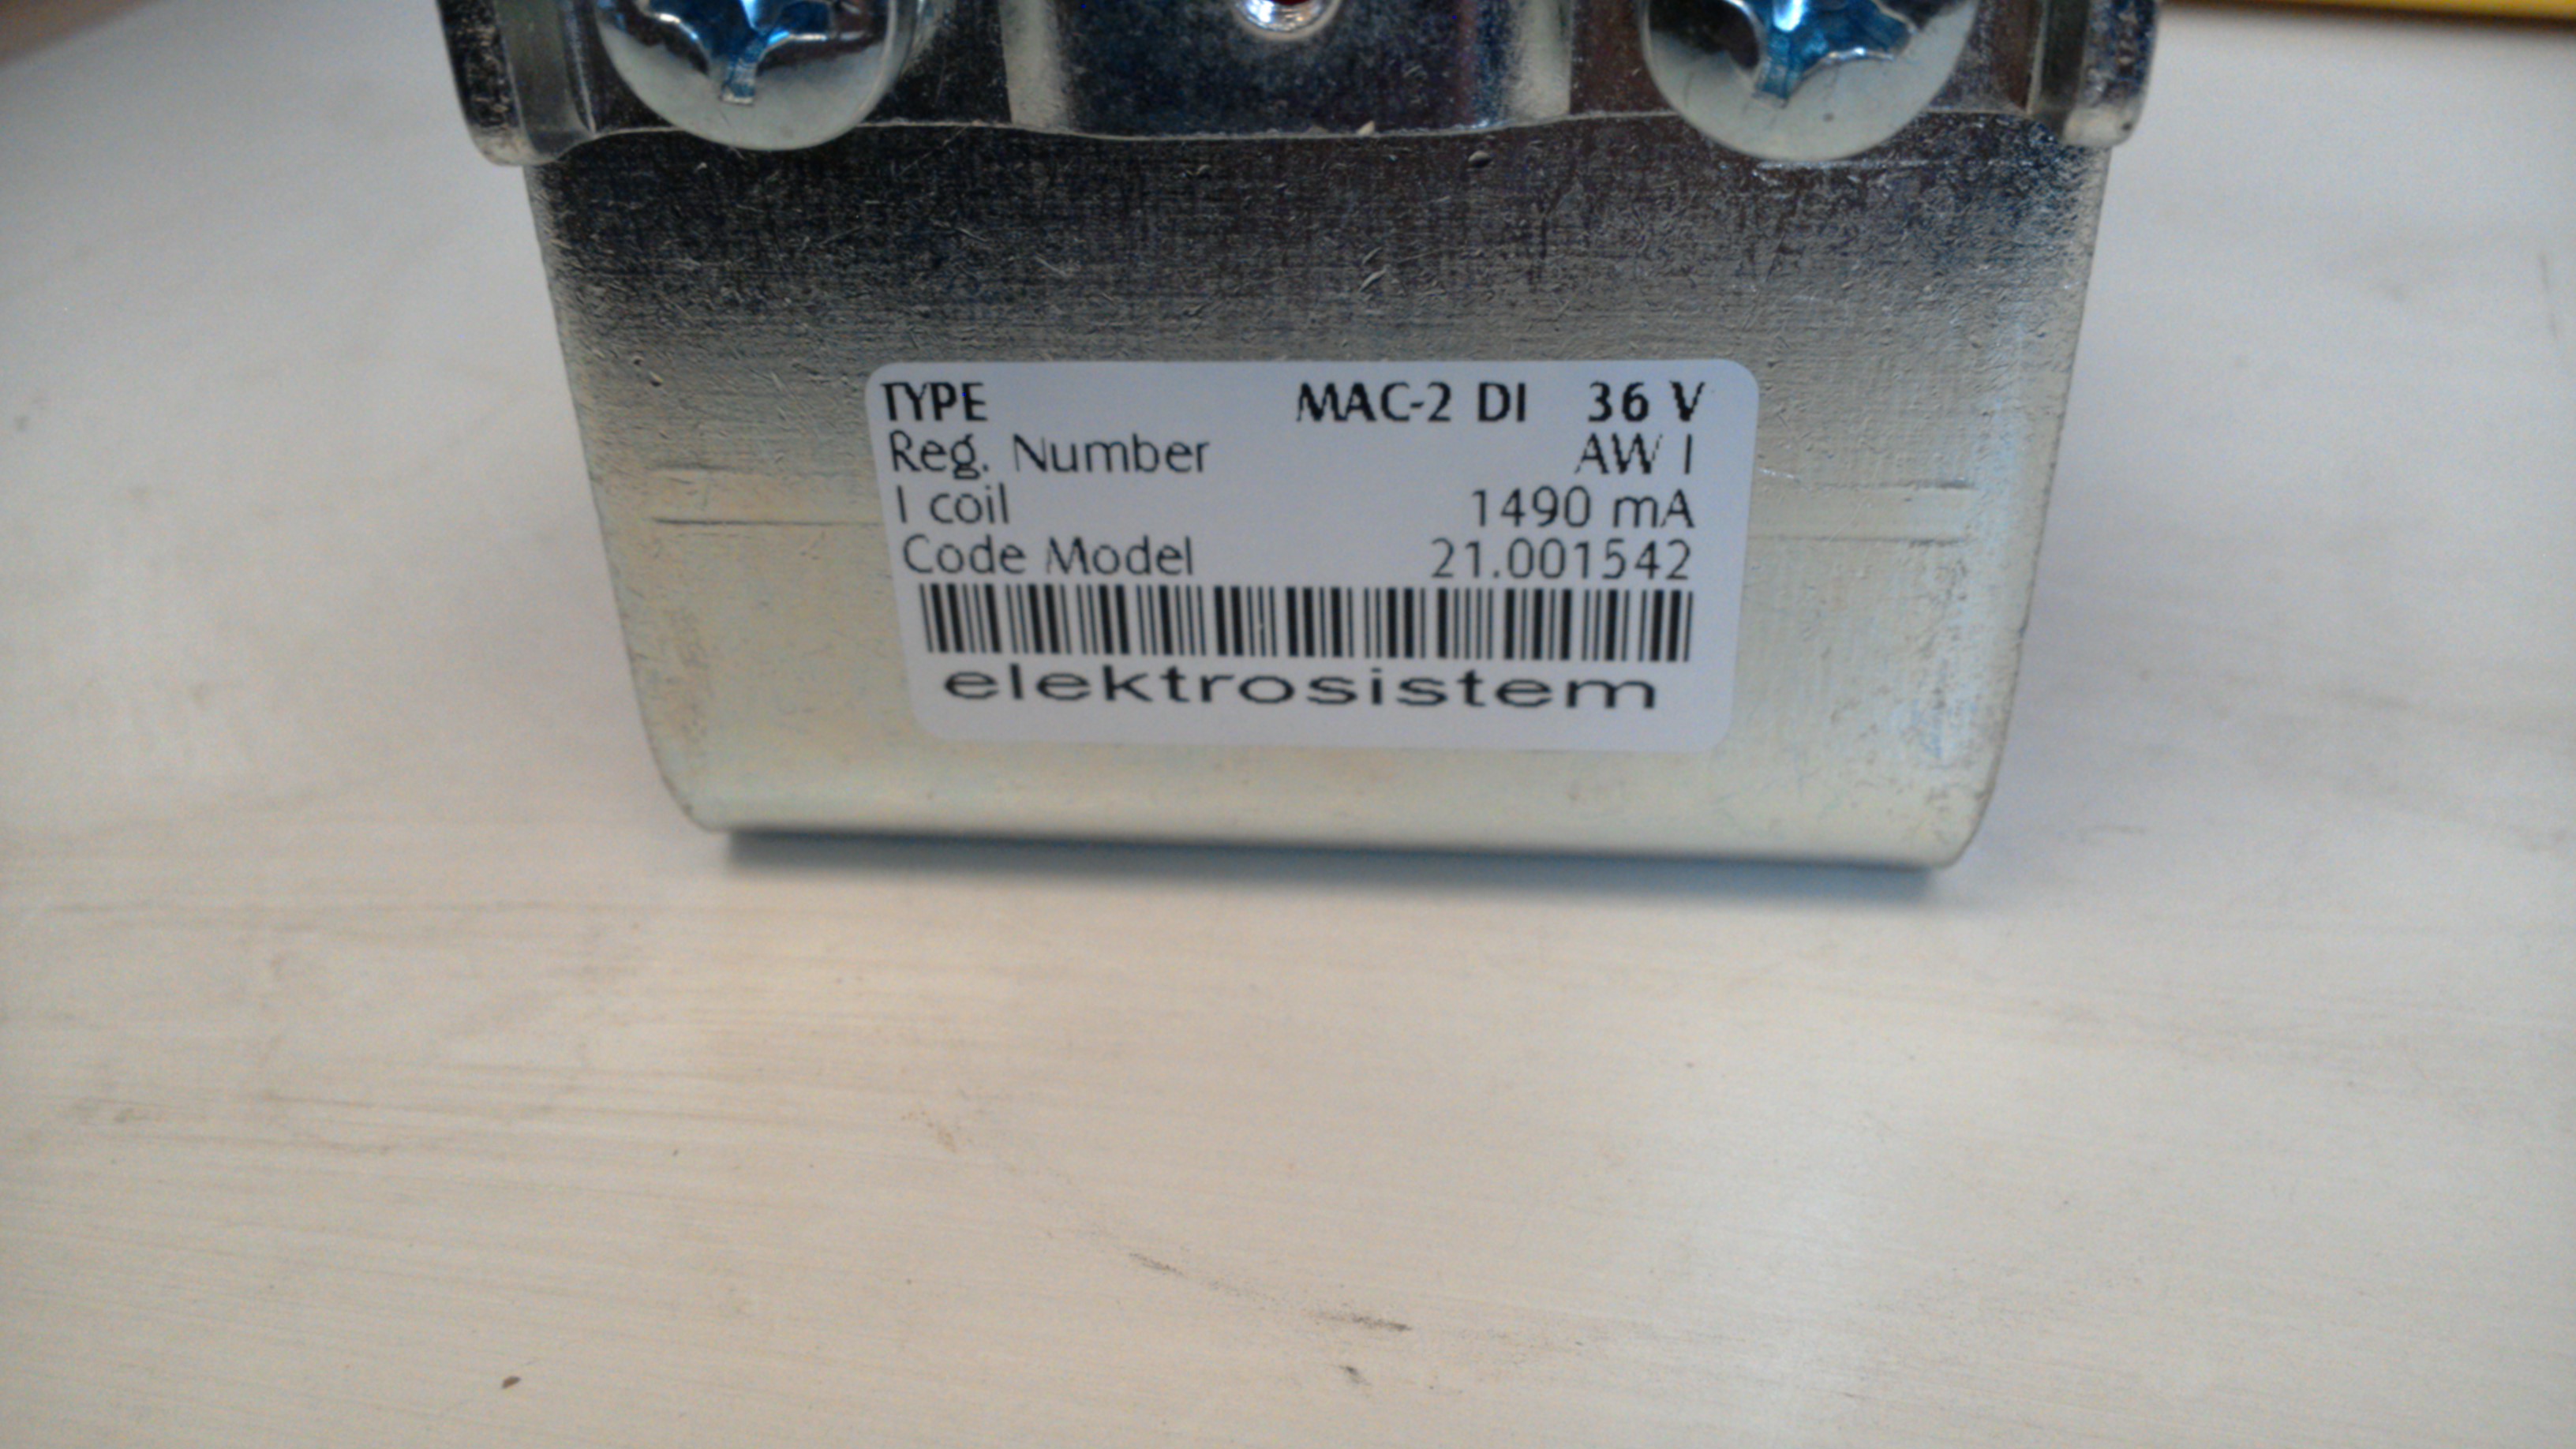 TYPE MAC-2 DI 36 V
Reg. Number AW I
I coil 1490 mA
Code Model 21.001542
elektrosistem